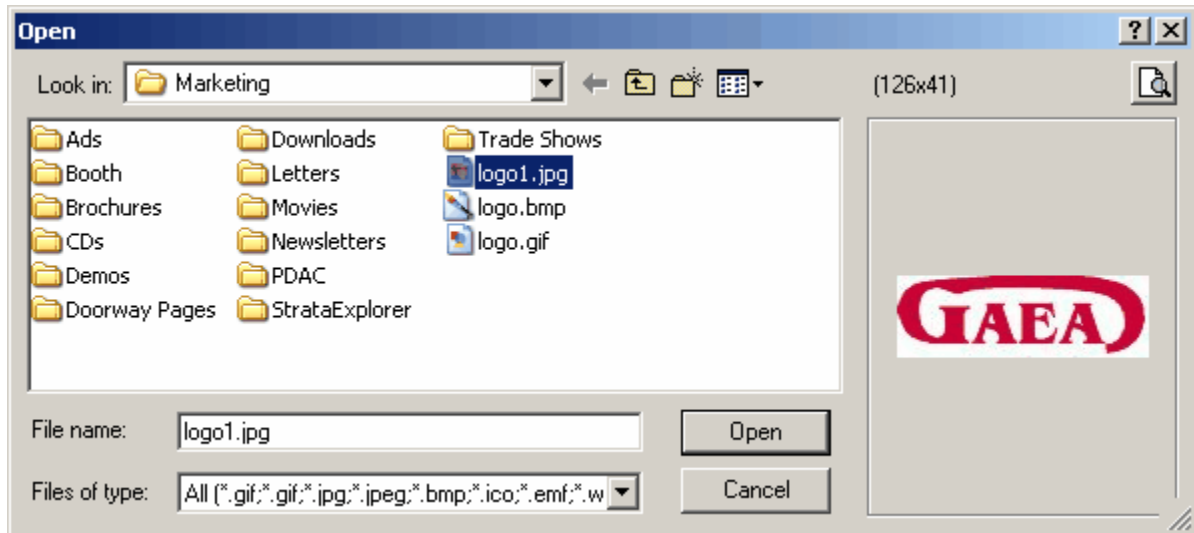 Open
Look in: Marketing (126x41)
Ads Downloads Trade Shows
Booth Letters logo1.jpg
Brochures Movies logo.bmp
CDs Newsletters logo.gif
Demos PDAC
Doorway Pages StrataExplorer
GAEA
File name: logo1.jpg Open
Files of type: All (*.gif;*.gif;*.jpg;*.jpeg;*.bmp;*.ico;*.emf;*.w Cancel